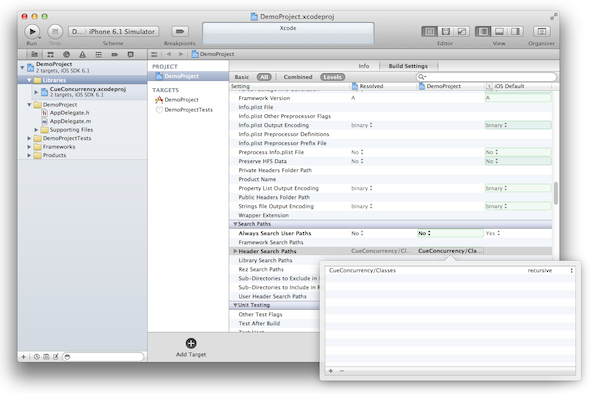 DemoProject.xcodeproj
Run
Stop
D...
iPhone 6.1 Simulator
Scheme
Breakpoints
Xcode
Editor
View
Organizer
DemoProject
2 targets, iOS SDK 6.1
Libraries
CueConcurrency.xcodeproj
2 targets, iOS SDK 6.1
DemoProject
AppDelegate.h
AppDelegate.m
Supporting Files
DemoProjectTests
Frameworks
Products
DemoProject
PROJECT
DemoProject
TARGETS
DemoProject
DemoProjectTests
Add Target
Info
Build Settings
Basic
All
Combined
Levels
Setting
Resolved
DemoProject
iOS Default
Framework Version A A
Info.plist File
Info.plist Other Preprocessor Flags
Info.plist Output Encoding binary binary
Info.plist Preprocessor Definitions
Info.plist Preprocessor Prefix File
Preprocess Info.plist File No No
Preserve HFS Data No No
Private Headers Folder Path
Product Name
Property List Output Encoding binary binary
Public Headers Folder Path
Strings file Output Encoding binary binary
Wrapper Extension
Search Paths
Always Search User Paths No No Yes
Framework Search Paths
Header Search Paths CueConcurrency/Cl... CueConcurrency/Cla...
Library Search Paths
Rez Search Paths
Sub-Directories to Exclude in R
Sub-Directories to Include in R
User Header Search Paths
Unit Testing
Other Test Flags
Test After Build
CueConcurrency/Classes recursive